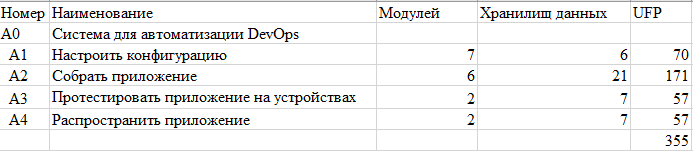 Номер Наименование Модулей Хранилищ данных UFP
A0 Система для автоматизации DevOps
A1 Настроить конфигурацию 7 6 70
A2 Собрать приложение 6 21 171
A3 Протестировать приложение на устройствах 2 7 57
A4 Распространить приложение 2 7 57
355